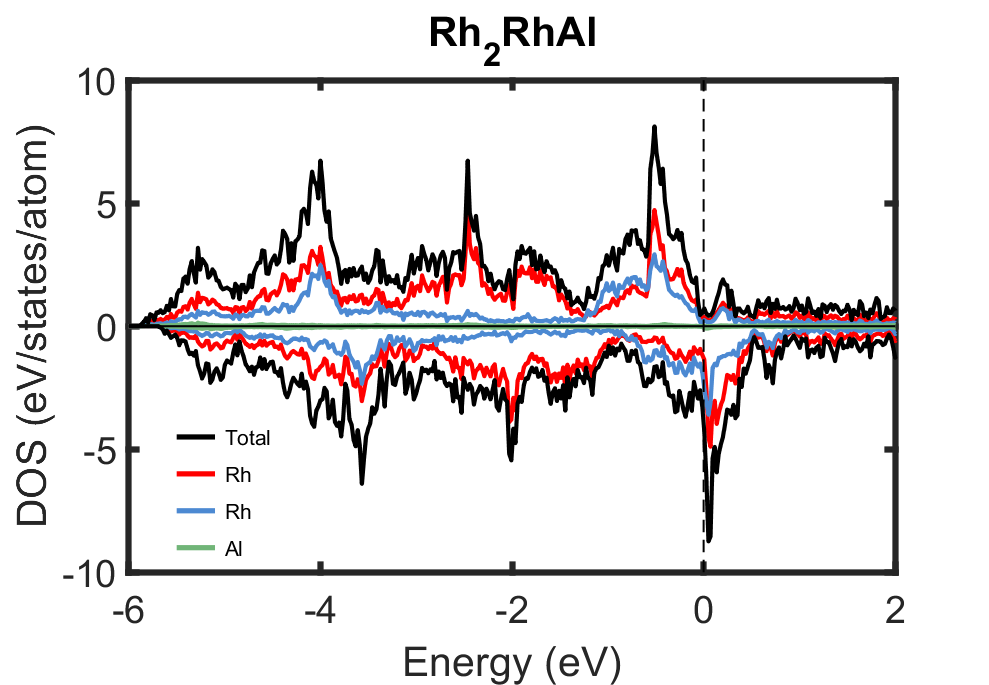 Rh2RhAl
10
5
0
-5
-10
DOS (eV/states/atom)
Total
Rh
Rh
Al
-6 -4 -2 0 2
Energy (eV)